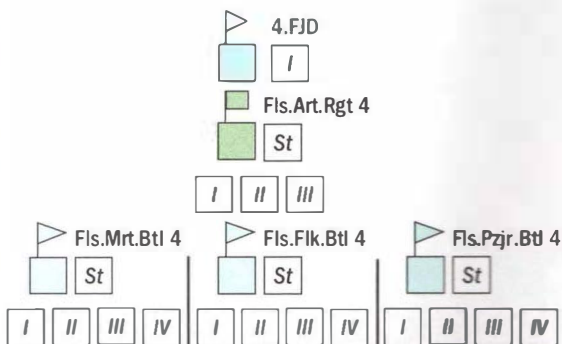 4.FJD
I
Fls.Art.Rgt 4
St
I II III
Fls.Mrt.Btl 4
St
I II III IV
Fls.Flk.Btl 4
St
I II III IV
Fls.Pzjr.Btl 4
St
I II III IV